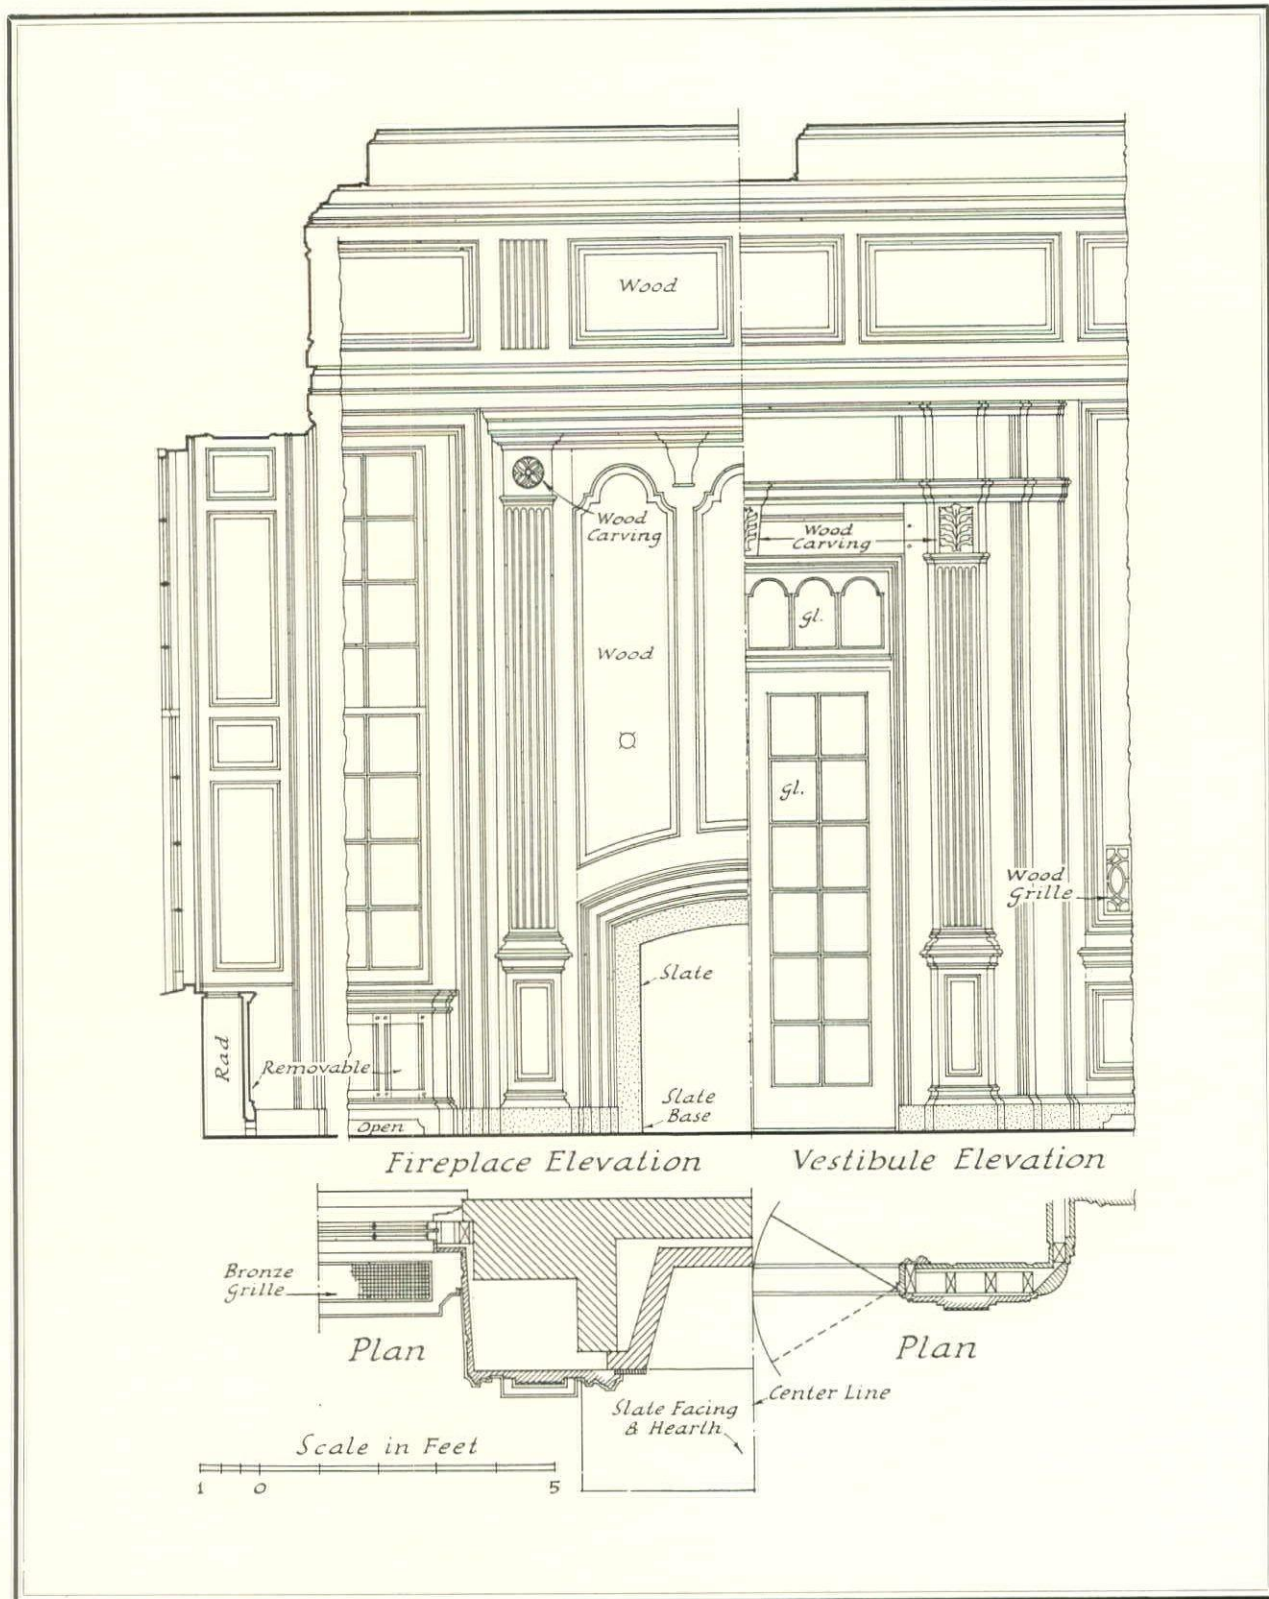 Wood
Wood
Carving
Wood
Carving
gl.
Wood
gl.
Wood
Grille
Slate
Rad
Removable
Slate
Base
Open
Fireplace Elevation
Vestibule Elevation
Bronze
Grille
Plan
Plan
Center Line
Slate Facing
& Hearth
Scale in Feet
1 0 5